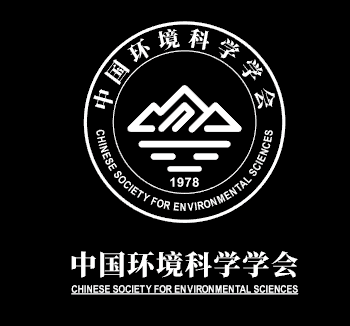 中国环境科学学会
CHINESE SOCIETY FOR ENVIRONMENTAL SCIENCES
1978
中国环境科学学会
CHINESE SOCIETY FOR ENVIRONMENTAL SCIENCES